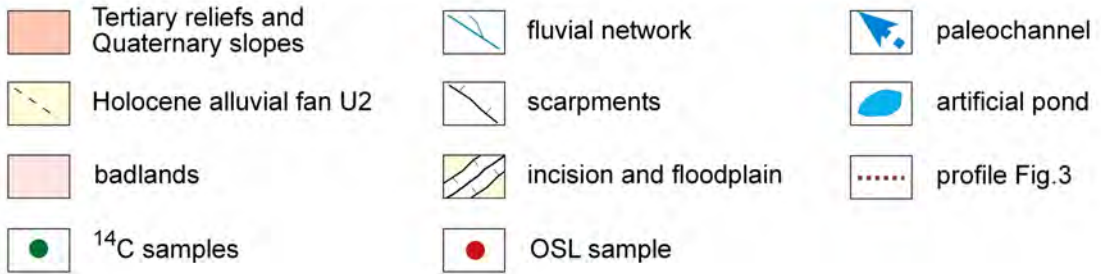 Tertiary reliefs and
Quaternary slopes
Holocene alluvial fan U2
badlands
¹⁴C samples
fluvial network
scarpments
incision and floodplain
OSL sample
paleochannel
artificial pond
profile Fig.3